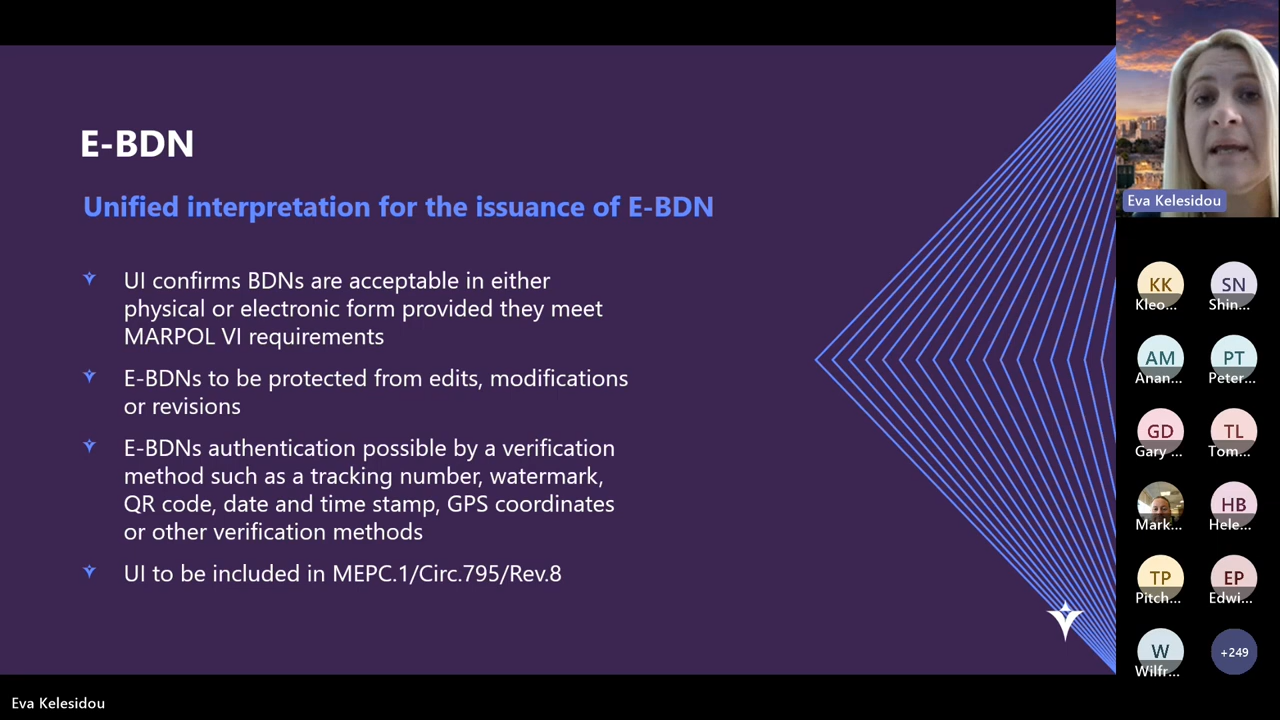 E-BDN
Unified interpretation for the issuance of E-BDN
UI confirms BDNs are acceptable in either
physical or electronic form provided they meet
MARPOL VI requirements
E-BDNs to be protected from edits, modifications
or revisions
E-BDNs authentication possible by a verification
method such as a tracking number, watermark,
QR code, date and time stamp, GPS coordinates
or other verification methods
UI to be included in MEPC.1/Circ.795/Rev.8
Eva Kelesidou
KK SN
Kleo... Shin...
AM PT
Anan... Peter...
GD TL
Gary ... Tom...
HB
Mark... Hele...
TP EP
Pitch... Edwi...
W +249
Wilfr...
Eva Kelesidou